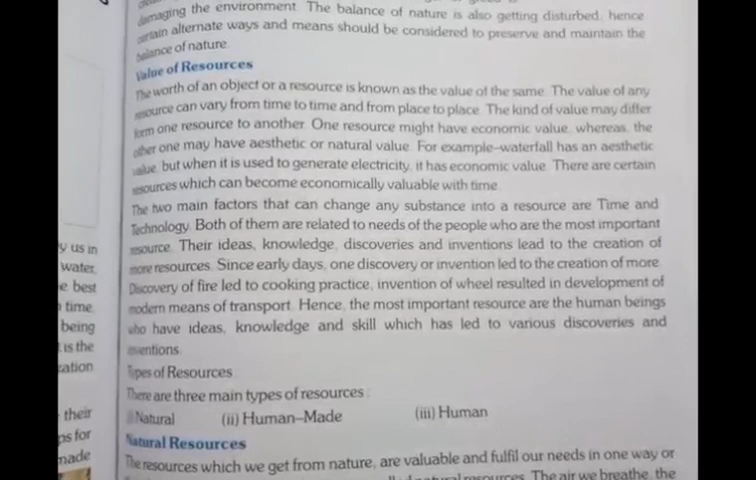 damaging the environment. The balance of nature is also getting disturbed, hence
certain alternate ways and means should be considered to preserve and maintain the
balance of nature.
Value of Resources
The worth of an object or a resource is known as the value of the same. The value of any
resource can vary from time to time and from place to place. The kind of value may differ
form one resource to another. One resource might have economic value, whereas, the
other one may have aesthetic or natural value. For example–waterfall has an aesthetic
value, but when it is used to generate electricity, it has economic value. There are certain
resources which can become economically valuable with time.
The two main factors that can change any substance into a resource are Time and
Technology. Both of them are related to needs of the people who are the most important
resource. Their ideas, knowledge, discoveries and inventions lead to the creation of
more resources. Since early days, one discovery or invention led to the creation of more.
Discovery of fire led to cooking practice, invention of wheel resulted in development of
modern means of transport. Hence, the most important resource are the human beings
who have ideas, knowledge and skill which has led to various discoveries and
inventions.
Types of Resources
There are three main types of resources :
(i) Natural (ii) Human–Made (iii) Human
Natural Resources
The resources which we get from nature, are valuable and fulfil our needs in one way or
natural resources. The air we breathe, the
y us in
water,
e best
time.
being
is the
zation
their
ps for
made